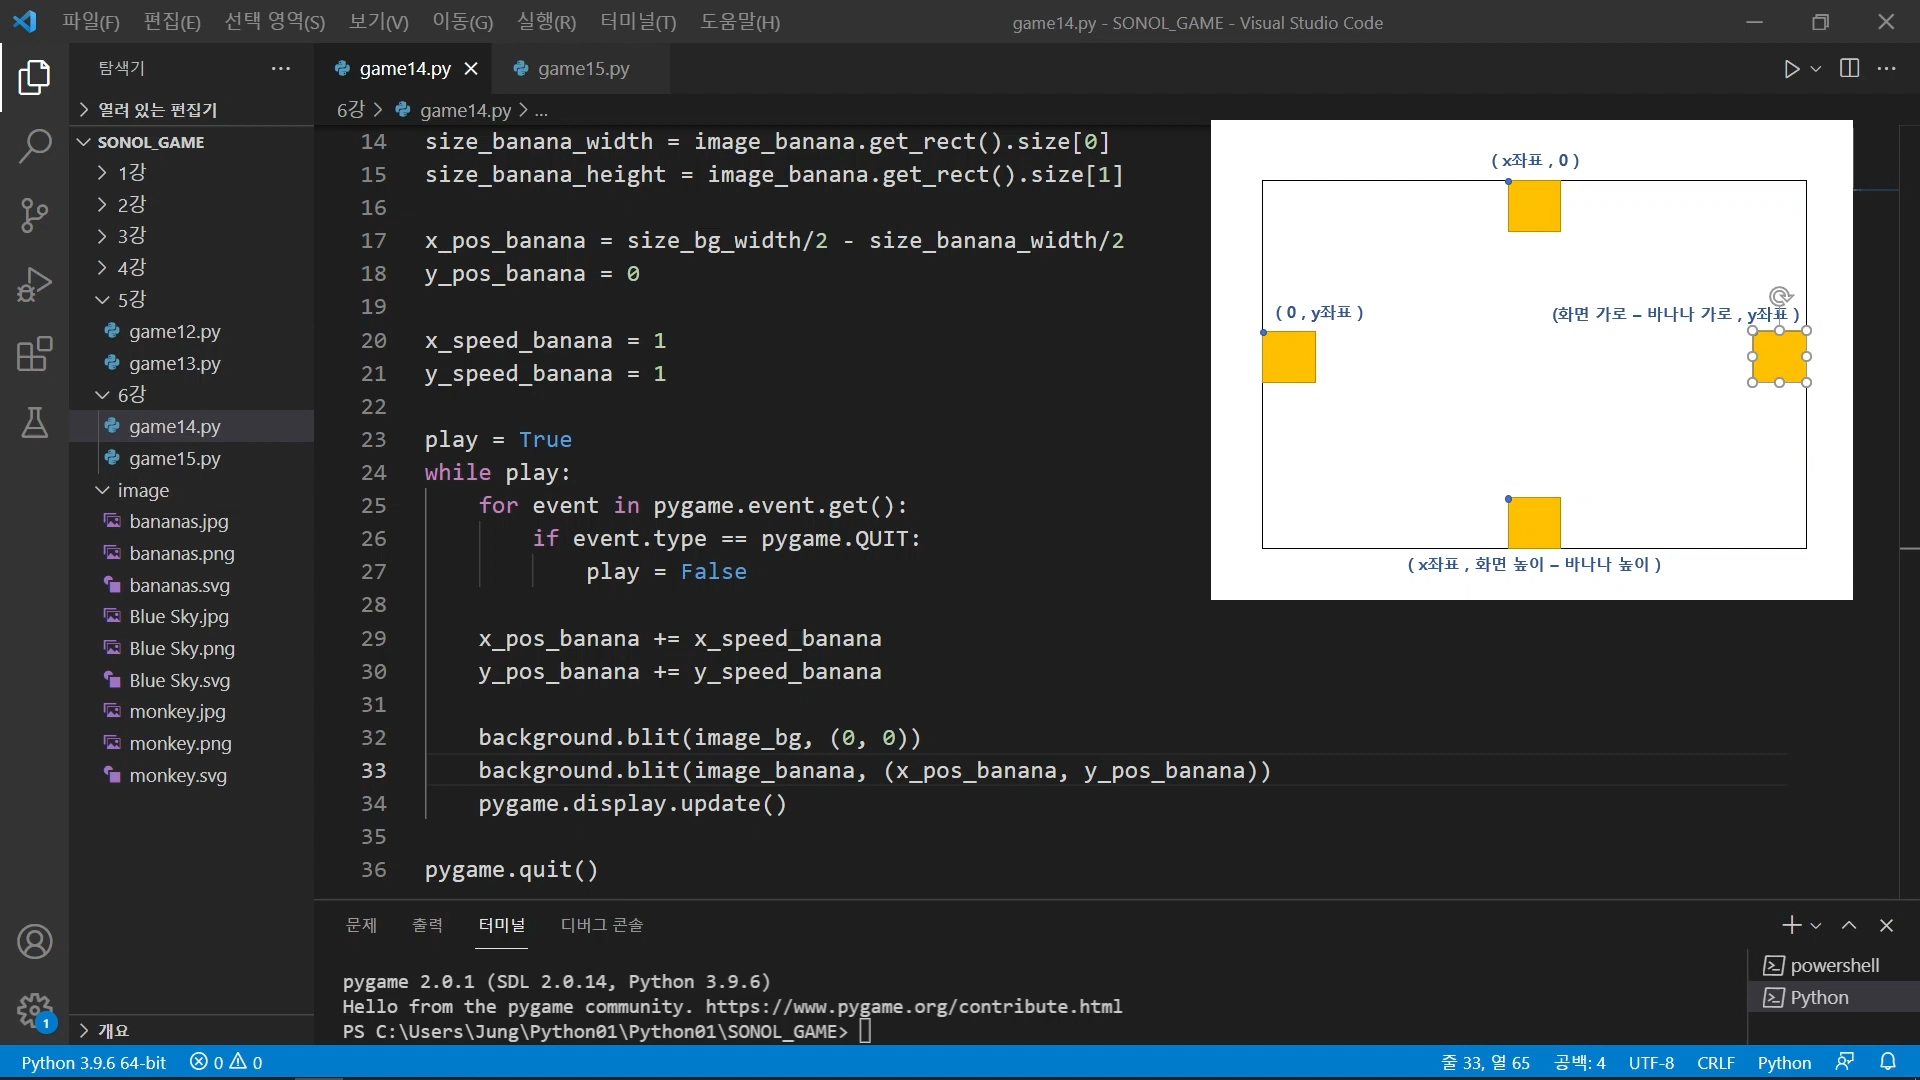 파일(F) 편집(E) 선택 영역(S) 보기(V) 이동(G) 실행(R) 터미널(T) 도움말(H)
game14.py - SONOL_GAME - Visual Studio Code
탐색기
열려 있는 편집기
SONOL_GAME
1강
2강
3강
4강
5강
game12.py
game13.py
6강
game14.py
game15.py
image
bananas.jpg
bananas.png
bananas.svg
Blue Sky.jpg
Blue Sky.png
Blue Sky.svg
monkey.jpg
monkey.png
monkey.svg
개요
game14.py game15.py
6강 > game14.py > ...
14 size_banana_width = image_banana.get_rect().size[0]
15 size_banana_height = image_banana.get_rect().size[1]
16
17 x_pos_banana = size_bg_width/2 - size_banana_width/2
18 y_pos_banana = 0
19
20 x_speed_banana = 1
21 y_speed_banana = 1
22
23 play = True
24 while play:
25 for event in pygame.event.get():
26 if event.type == pygame.QUIT:
27 play = False
28
29 x_pos_banana += x_speed_banana
30 y_pos_banana += y_speed_banana
31
32 background.blit(image_bg, (0, 0))
33 background.blit(image_banana, (x_pos_banana, y_pos_banana))
34 pygame.display.update()
35
36 pygame.quit()
( x좌표 , 0 )
( 0 , y좌표 )
(화면 가로 – 바나나 가로 , y좌표 )
( x좌표 , 화면 높이 – 바나나 높이 )
문제 출력 터미널 디버그 콘솔
pygame 2.0.1 (SDL 2.0.14, Python 3.9.6)
Hello from the pygame community. https://www.pygame.org/contribute.html
PS C:\Users\Jung\Python01\Python01\SONOL_GAME>
powershell
Python
1
Python 3.9.6 64-bit 0 0
줄 33, 열 65 공백: 4 UTF-8 CRLF Python